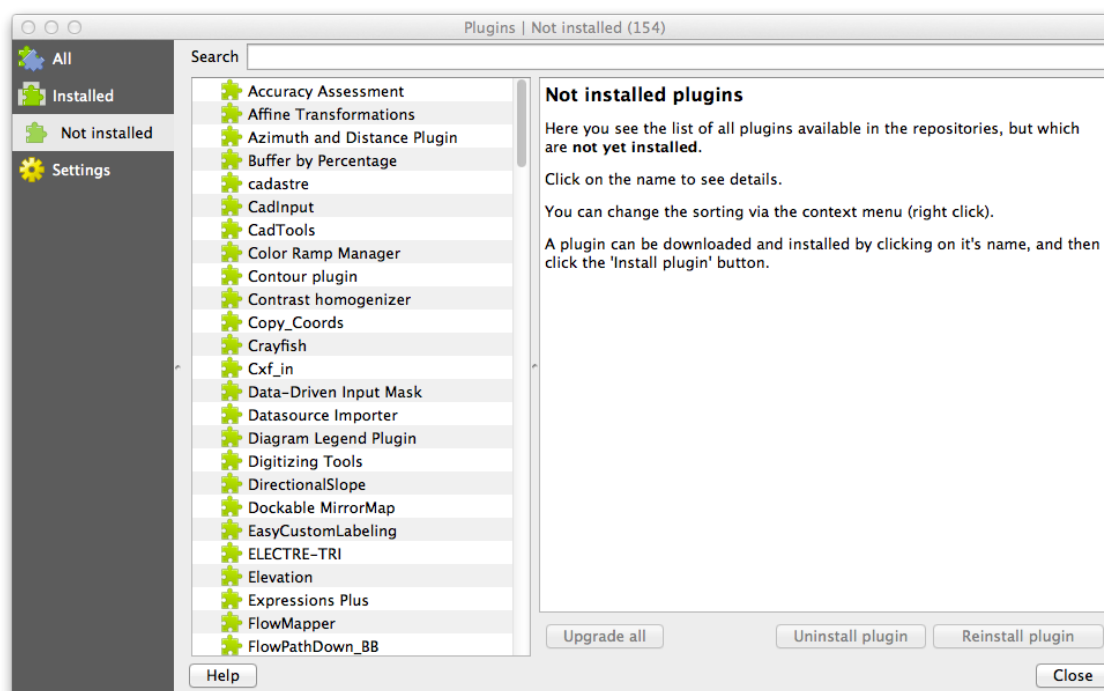 Plugins | Not installed (154)
All
Installed
Not installed
Settings
Search
Accuracy Assessment
Affine Transformations
Azimuth and Distance Plugin
Buffer by Percentage
cadastre
CadInput
CadTools
Color Ramp Manager
Contour plugin
Contrast homogenizer
Copy_Coords
Crayfish
Cxf_in
Data-Driven Input Mask
Datasource Importer
Diagram Legend Plugin
Digitizing Tools
DirectionalSlope
Dockable MirrorMap
EasyCustomLabeling
ELECTRE-TRI
Elevation
Expressions Plus
FlowMapper
FlowPathDown_BB
Not installed plugins
Here you see the list of all plugins available in the repositories, but which
are not yet installed.
Click on the name to see details.
You can change the sorting via the context menu (right click).
A plugin can be downloaded and installed by clicking on it's name, and then
click the 'Install plugin' button.
Upgrade all
Uninstall plugin
Reinstall plugin
Help
Close